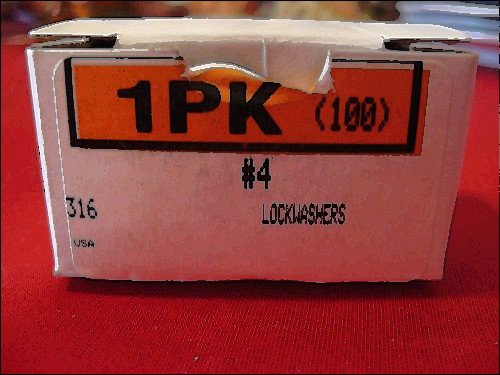 1PK (100)
#4
316 LOCKWASHERS
USA